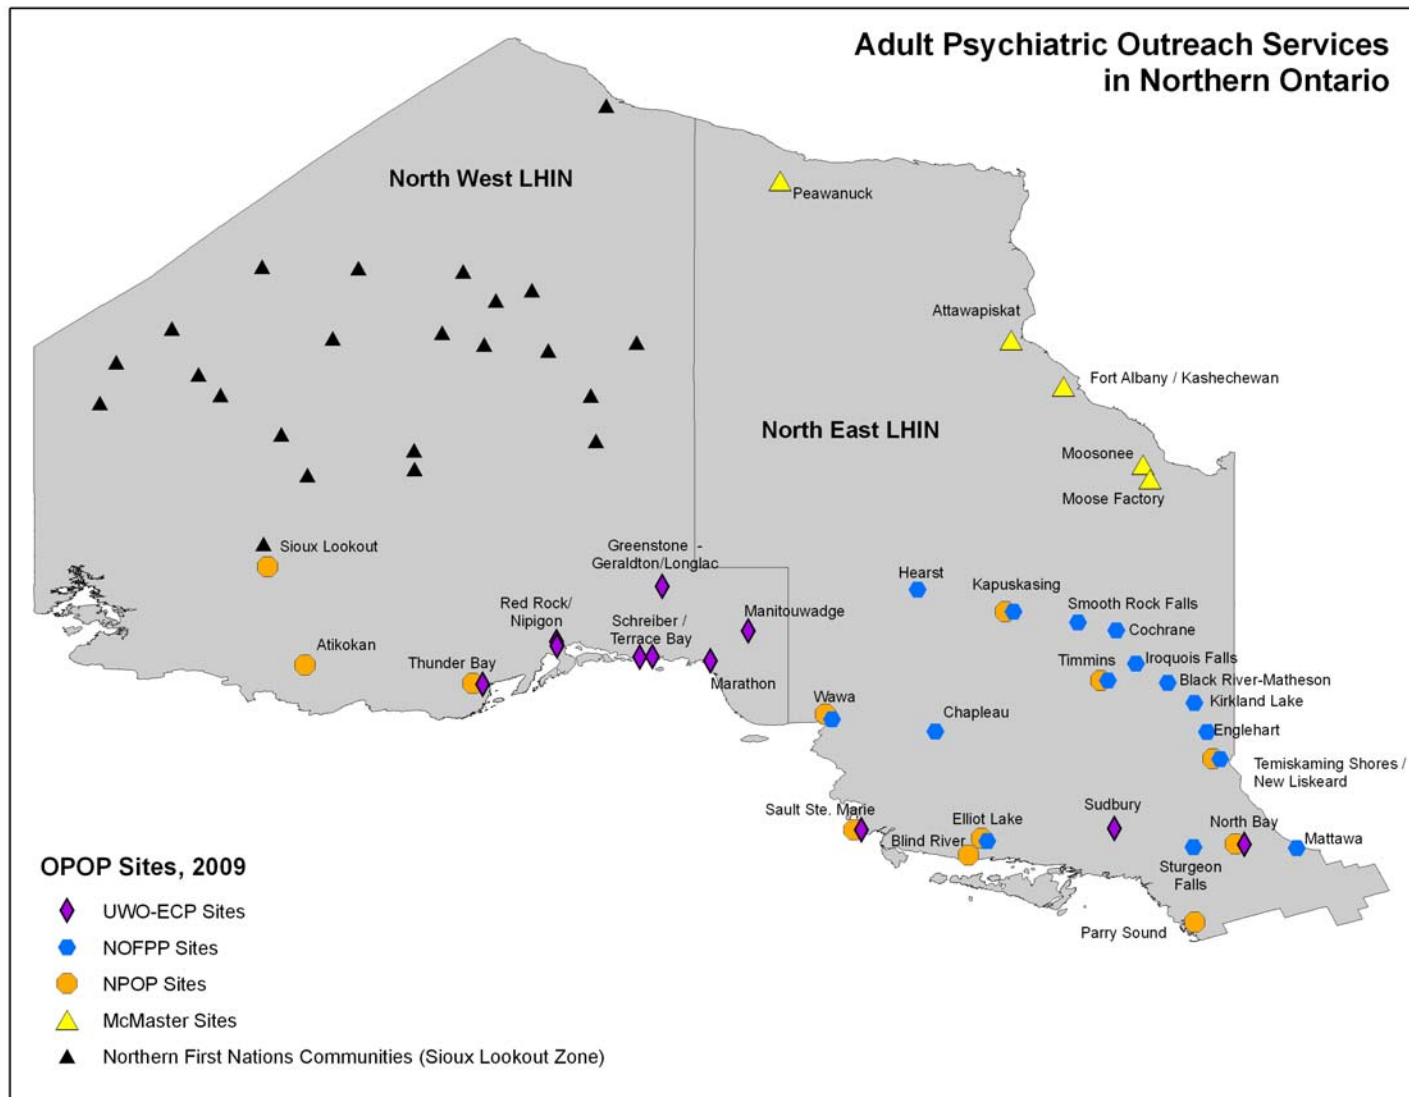 Adult Psychiatric Outreach Services
in Northern Ontario
North West LHIN
Peawanuck
Attawapiskat
Fort Albany / Kashechewan
North East LHIN
Moosonee
Moose Factory
Sioux Lookout
Greenstone -
Geraldton/Longlac
Hearst
Kapuskasing
Red Rock/
Nipigon
Schreiber /
Terrace Bay
Manitouwadge
Smooth Rock Falls
Cochrane
Atikokan
Thunder Bay
Marathon
Timmins
Iroquois Falls
Black River-Matheson
Wawa
Chapleau
Kirkland Lake
Englehart
Temiskaming Shores /
New Liskeard
Sault Ste. Marie
Elliot Lake
Blind River
Sudbury
North Bay
Mattawa
Sturgeon
Falls
Parry Sound
OPOP Sites, 2009
UWO-ECP Sites
NOFPP Sites
NPOP Sites
McMaster Sites
Northern First Nations Communities (Sioux Lookout Zone)